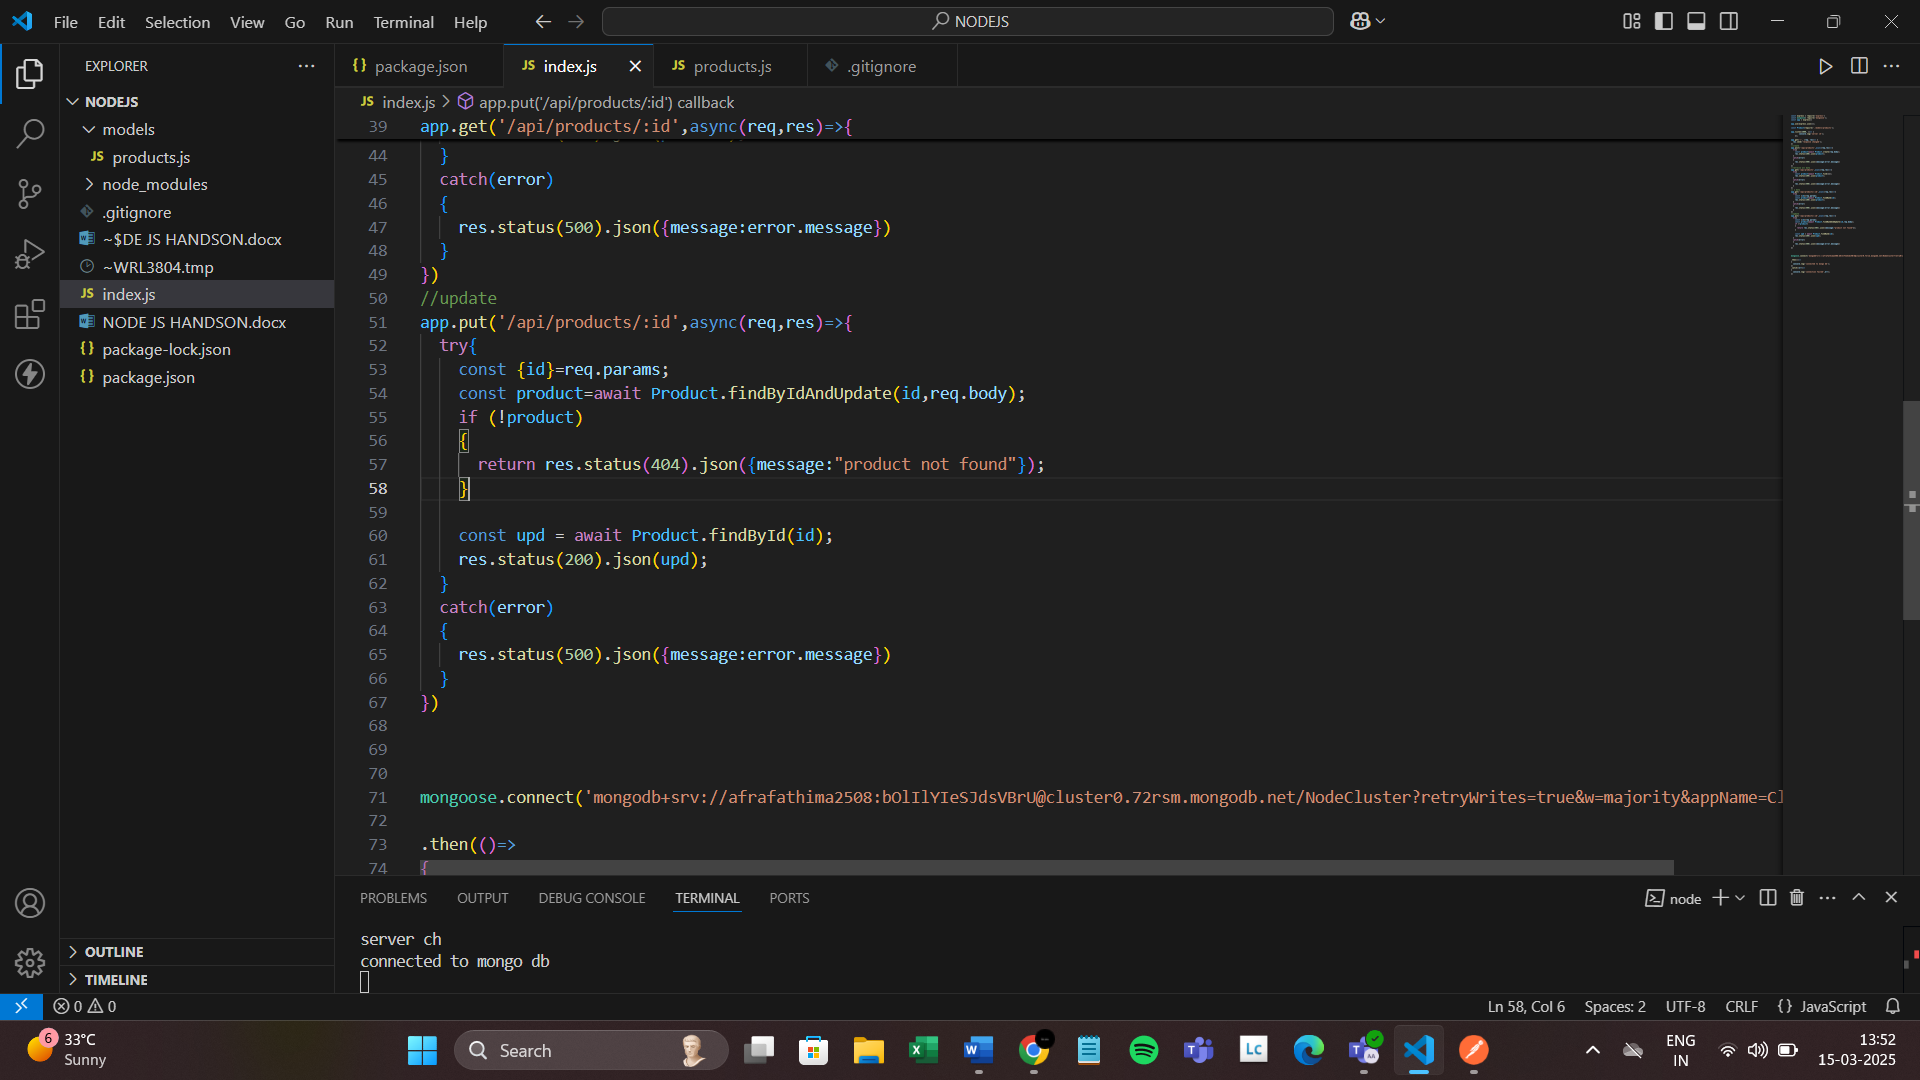 File Edit Selection View Go Run Terminal Help
NODEJS
EXPLORER
NODEJS
models
JS products.js
node_modules
.gitignore
~$DE JS HANDSON.docx
~WRL3804.tmp
JS index.js
NODE JS HANDSON.docx
{} package-lock.json
{} package.json
OUTLINE
TIMELINE
{} package.json
JS index.js
JS products.js
.gitignore
JS index.js > app.put('/api/products/:id') callback
39 app.get('/api/products/:id',async(req,res)=>{
44 }
45 catch(error)
46 {
47 res.status(500).json({message:error.message})
48 }
49 })
50 //update
51 app.put('/api/products/:id',async(req,res)=>{
52 try{
53 const {id}=req.params;
54 const product=await Product.findByIdAndUpdate(id,req.body);
55 if (!product)
56 {
57 return res.status(404).json({message:"product not found"});
58 }
59
60 const upd = await Product.findById(id);
61 res.status(200).json(upd);
62 }
63 catch(error)
64 {
65 res.status(500).json({message:error.message})
66 }
67 })
68
69
70
71 mongoose.connect('mongodb+srv://afrafathima2508:bOlIlYIeSJdsVBrU@cluster0.72rsm.mongodb.net/NodeCluster?retryWrites=true&w=majority&appName=Cl
72
73 .then(()=>
74 {
PROBLEMS OUTPUT DEBUG CONSOLE TERMINAL PORTS
node
server ch
connected to mongo db
0 0
Ln 58, Col 6 Spaces: 2 UTF-8 CRLF {} JavaScript
6
33°C
Sunny
Search
LC
ENG
IN
13:52
15-03-2025